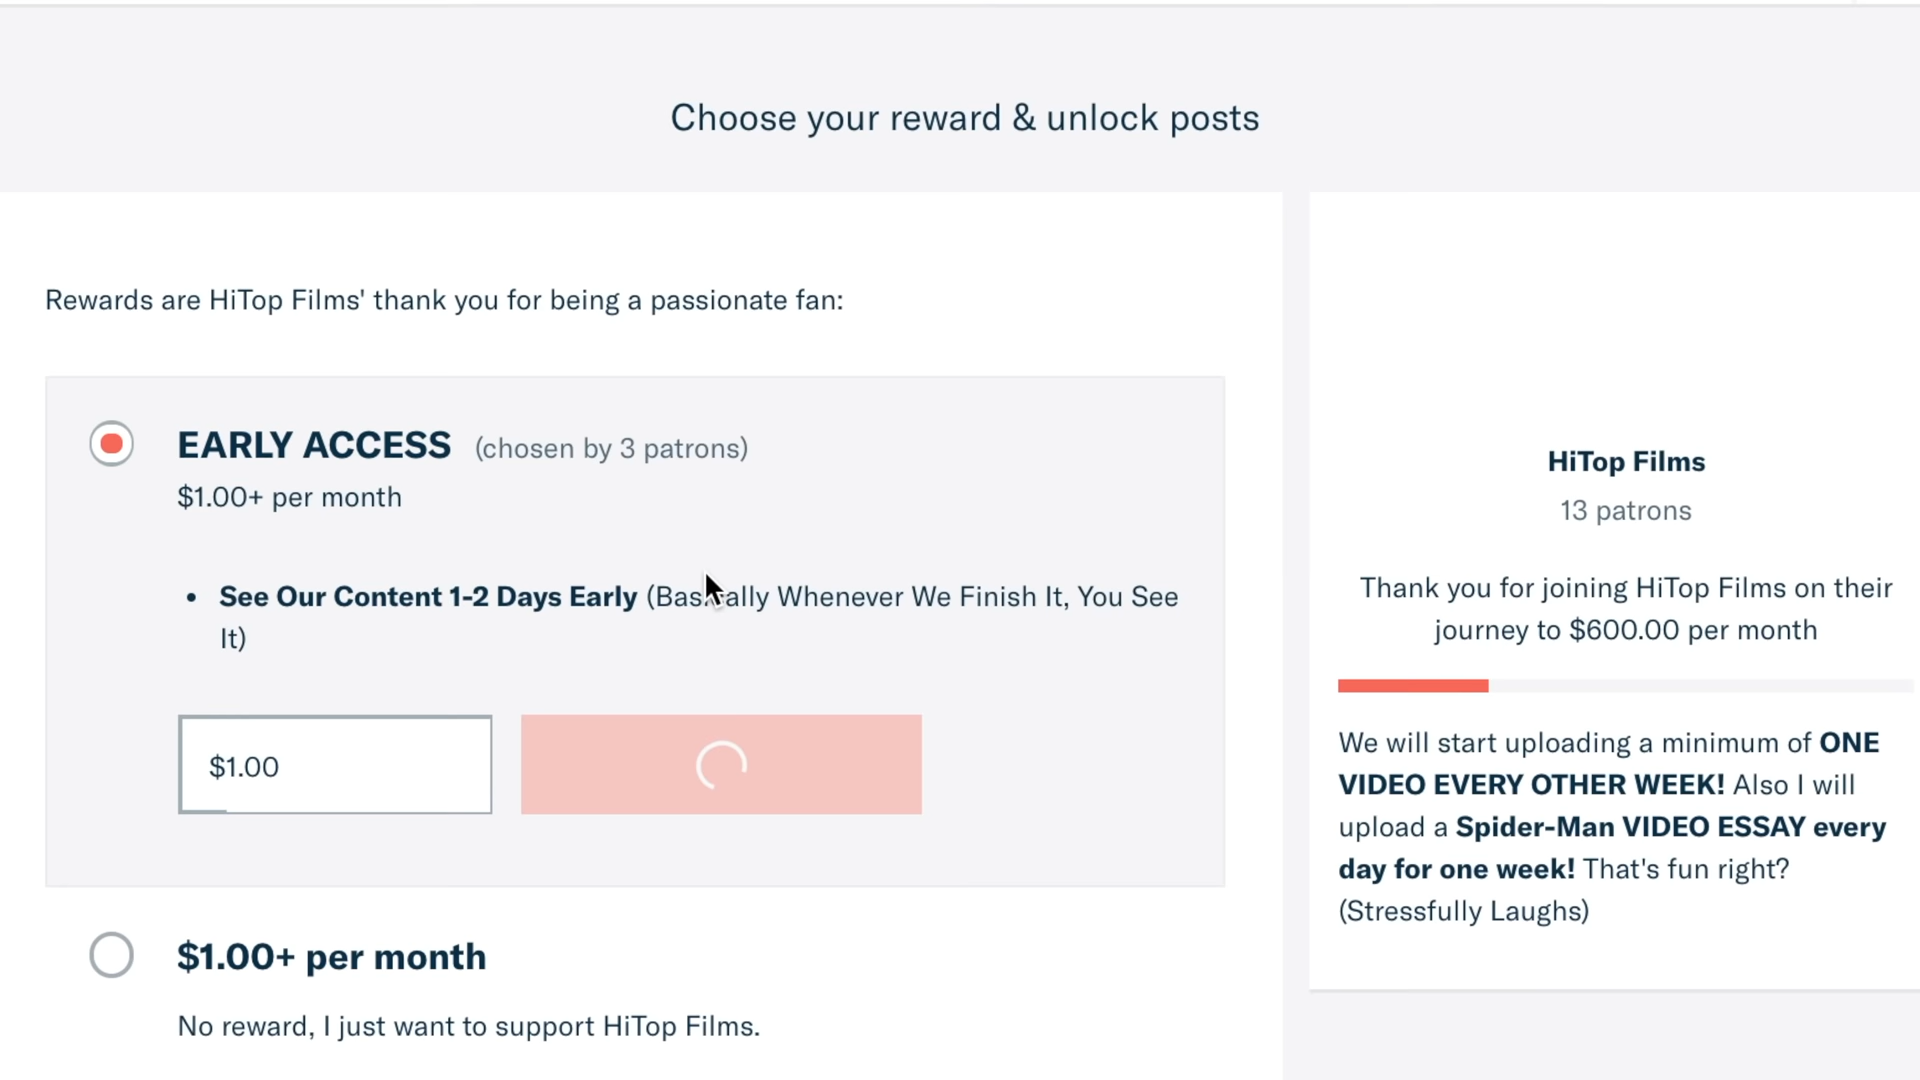 Choose your reward & unlock posts
Rewards are HiTop Films' thank you for being a passionate fan:
EARLY ACCESS (chosen by 3 patrons)
$1.00+ per month
• See Our Content 1-2 Days Early (Basically Whenever We Finish It, You See
It)
$1.00
$1.00+ per month
No reward, I just want to support HiTop Films.
HiTop Films
13 patrons
Thank you for joining HiTop Films on their
journey to $600.00 per month
We will start uploading a minimum of ONE
VIDEO EVERY OTHER WEEK! Also I will
upload a Spider-Man VIDEO ESSAY every
day for one week! That's fun right?
(Stressfully Laughs)